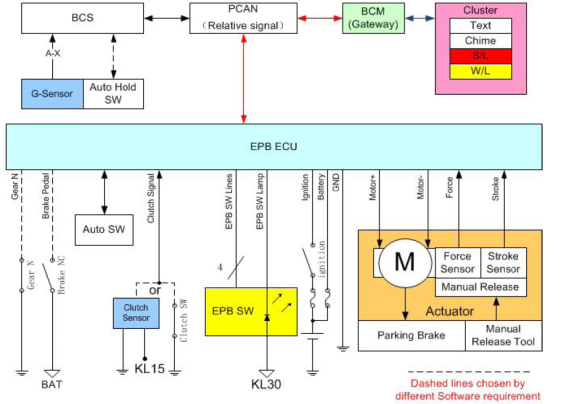 BCS
PCAN
(Relative signal)
BCM
(Gateway)
Cluster
Text
Chime
S/L
W/L
A-X
G-Sensor
Auto Hold
SW
EPB ECU
Gear N
Brake Pedal
Clutch Signal
EPB SW Lines
EPB SW Lamp
Ignition
Battery
GND
Motor+
Motor-
Force
Stroke
Auto SW
Gear N
Brake NC
or
Clutch
Sensor
Clutch SW
KL15
4
EPB SW
ignition
M
Force
Sensor
Stroke
Sensor
Manual Release
Actuator
Parking Brake
Manual
Release Tool
BAT
KL30
Dashed lines chosen by
different Software requirement